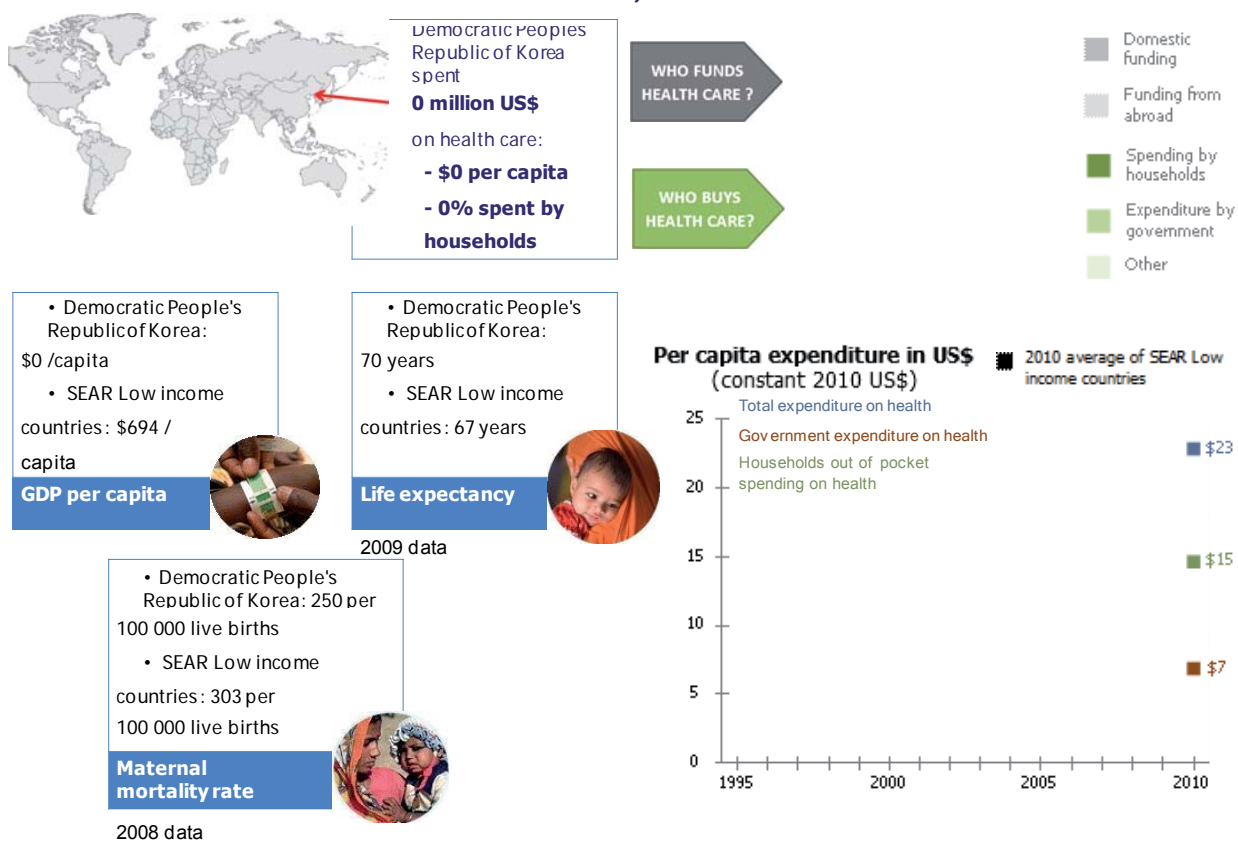 Democratic Peoples
Republic of Korea
spent
0 million US$
on health care:
- $0 per capita
- 0% spent by
households
WHO FUNDS
HEALTH CARE ?
WHO BUYS
HEALTH CARE?
Domestic
funding
Funding from
abroad
Spending by
households
Expenditure by
government
Other
• Democratic People's
Republic of Korea:
$0 /capita
• SEAR Low income
countries: $694 /
capita
GDP per capita
• Democratic People's
Republic of Korea:
70 years
• SEAR Low income
countries: 67 years
Life expectancy
2009 data
• Democratic People's
Republic of Korea: 250 per
100 000 live births
• SEAR Low income
countries: 303 per
100 000 live births
Maternal
mortality rate
2008 data
Per capita expenditure in US$
(constant 2010 US$)
2010 average of SEAR Low
income countries
Total expenditure on health
Government expenditure on health
Households out of pocket
spending on health
25
20
15
10
5
0
$23
$15
$7
1995 2000 2005 2010